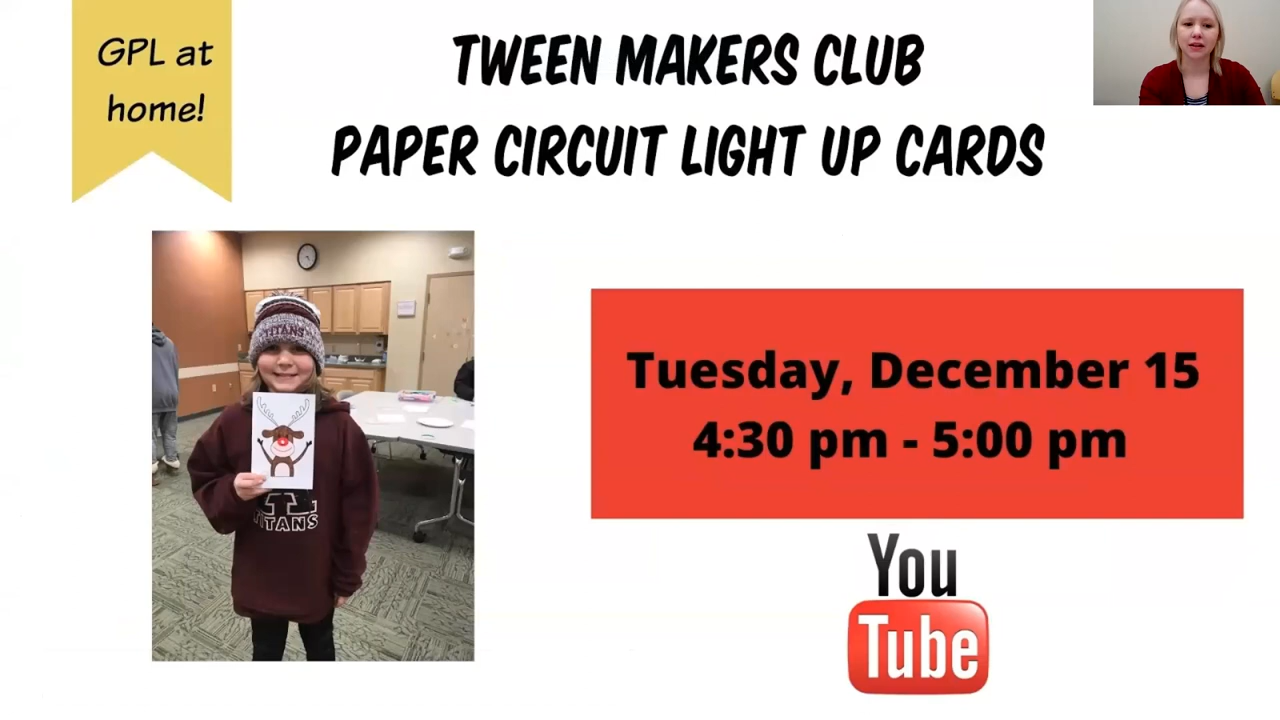 GPL at
home!
TWEEN MAKERS CLUB
PAPER CIRCUIT LIGHT UP CARDS
TITANS
TITANS
Tuesday, December 15
4:30 pm - 5:00 pm
You
Tube